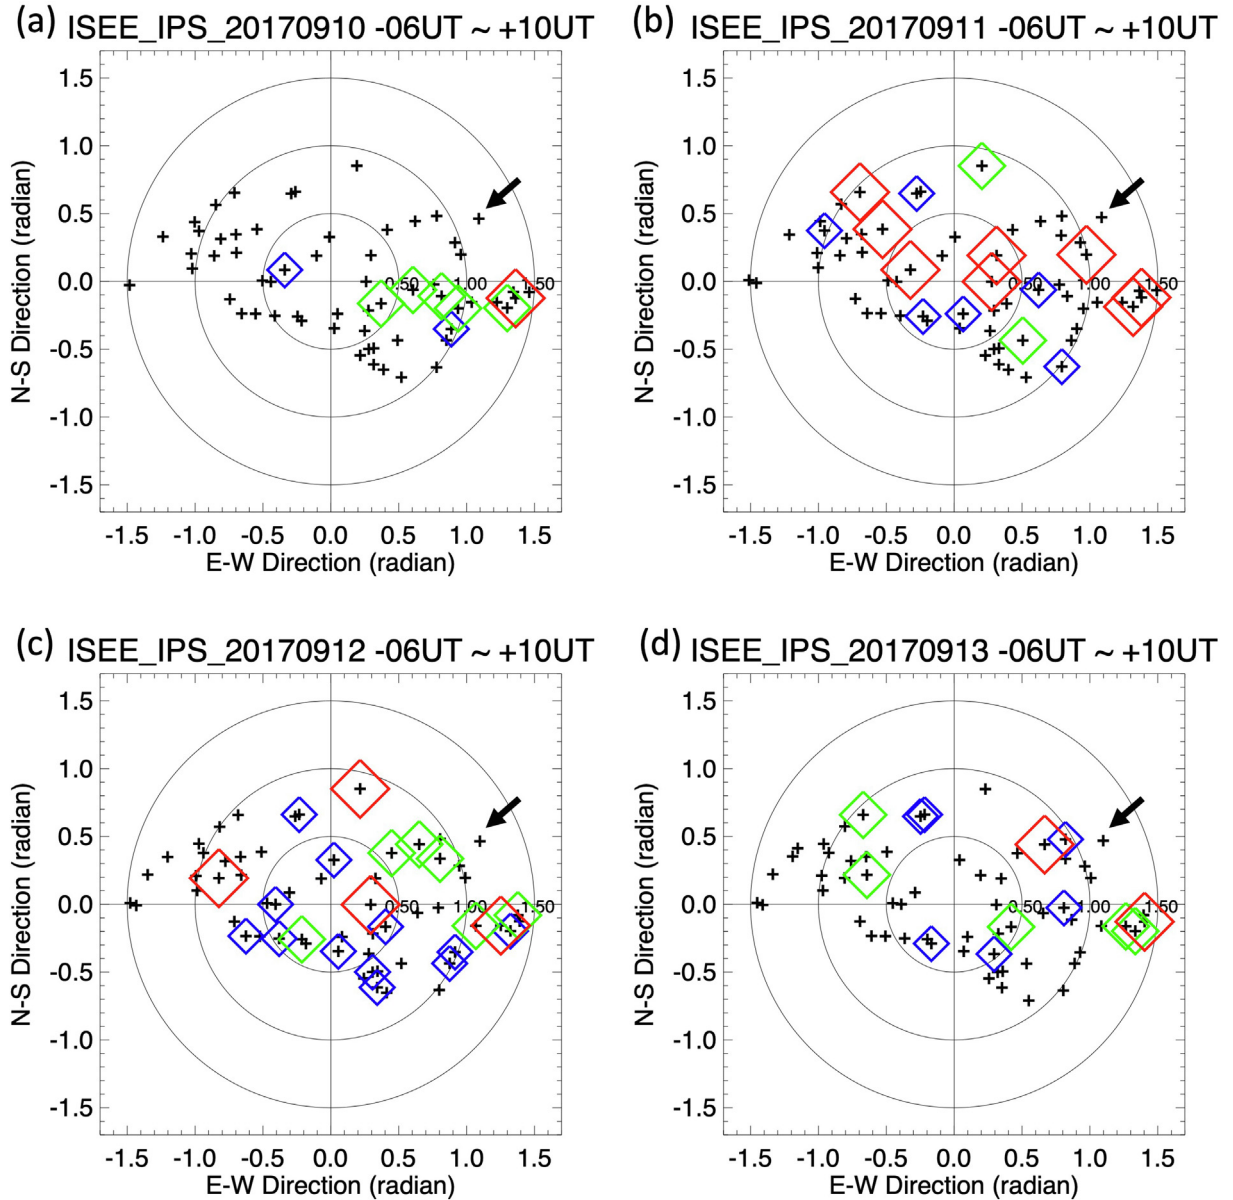 (a) ISEE_IPS_20170910 -06UT ~ +10UT
N-S Direction (radian)
1.5
1.0
0.5
0.0
-0.5
-1.0
-1.5
0.50
1.00
1.50
-1.5 -1.0 -0.5 0.0 0.5 1.0 1.5
E-W Direction (radian)
(b) ISEE_IPS_20170911 -06UT ~ +10UT
N-S Direction (radian)
1.5
1.0
0.5
0.0
-0.5
-1.0
-1.5
0.50
1.00
1.50
-1.5 -1.0 -0.5 0.0 0.5 1.0 1.5
E-W Direction (radian)
(c) ISEE_IPS_20170912 -06UT ~ +10UT
N-S Direction (radian)
1.5
1.0
0.5
0.0
-0.5
-1.0
-1.5
0.50
1.00
1.50
-1.5 -1.0 -0.5 0.0 0.5 1.0 1.5
E-W Direction (radian)
(d) ISEE_IPS_20170913 -06UT ~ +10UT
N-S Direction (radian)
1.5
1.0
0.5
0.0
-0.5
-1.0
-1.5
0.50
1.00
1.50
-1.5 -1.0 -0.5 0.0 0.5 1.0 1.5
E-W Direction (radian)